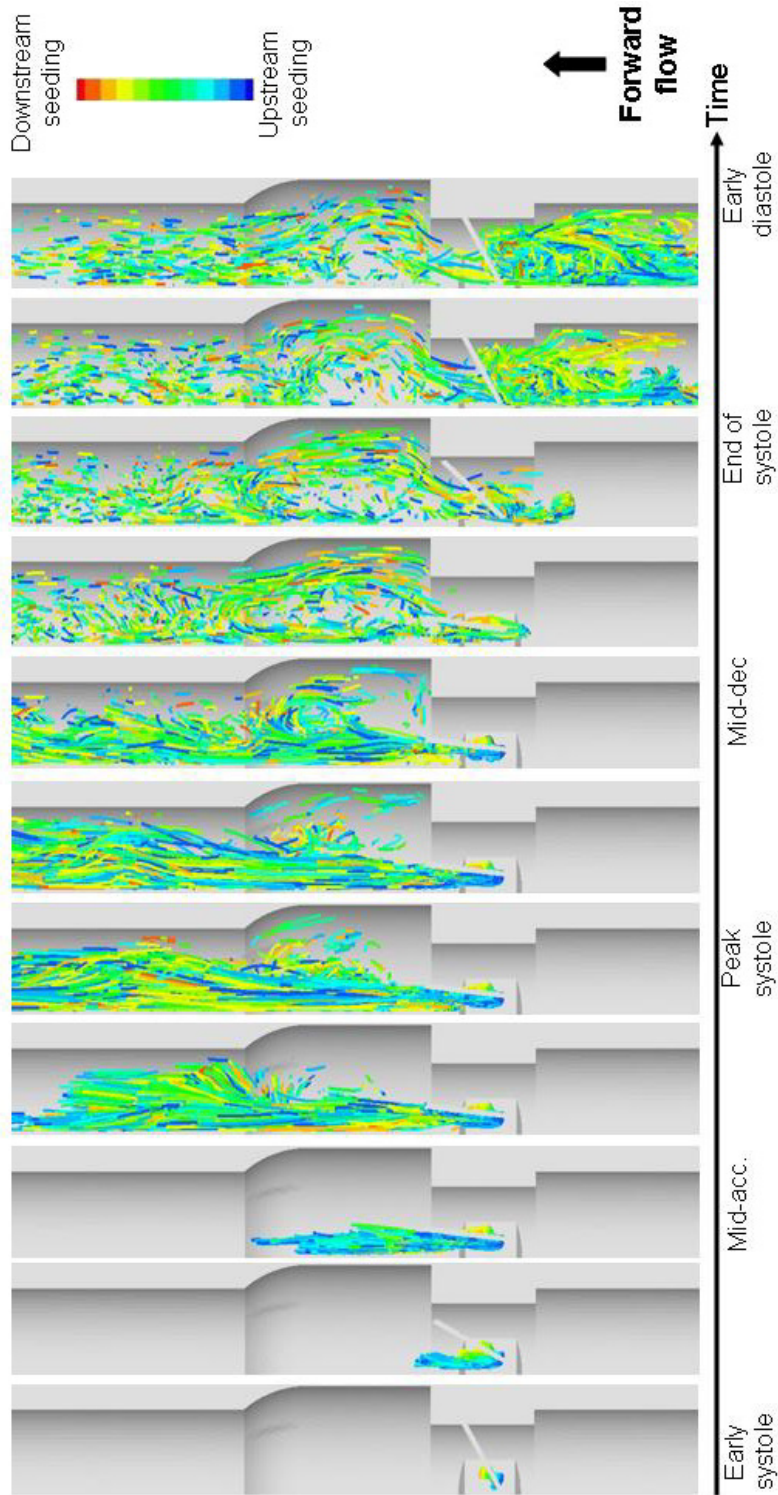 Downstream
seeding
Upstream
seeding
Forward
flow
Time
Early
systole
Mid-acc.
Peak
systole
Mid-dec
End of
systole
Early
diastole